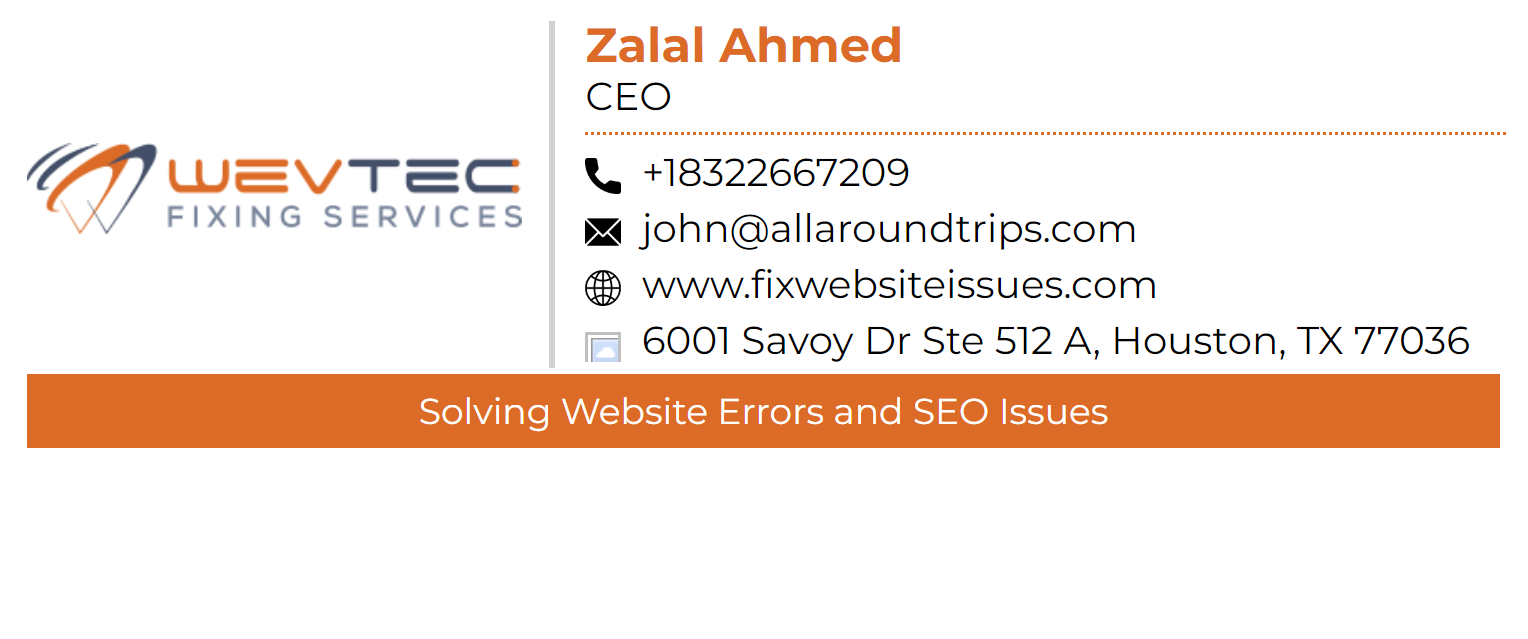 WEVTEC
FIXING SERVICES
Zalal Ahmed
CEO
+18322667209
john@allaroundtrips.com
www.fixwebsiteissues.com
6001 Savoy Dr Ste 512 A, Houston, TX 77036
Solving Website Errors and SEO Issues